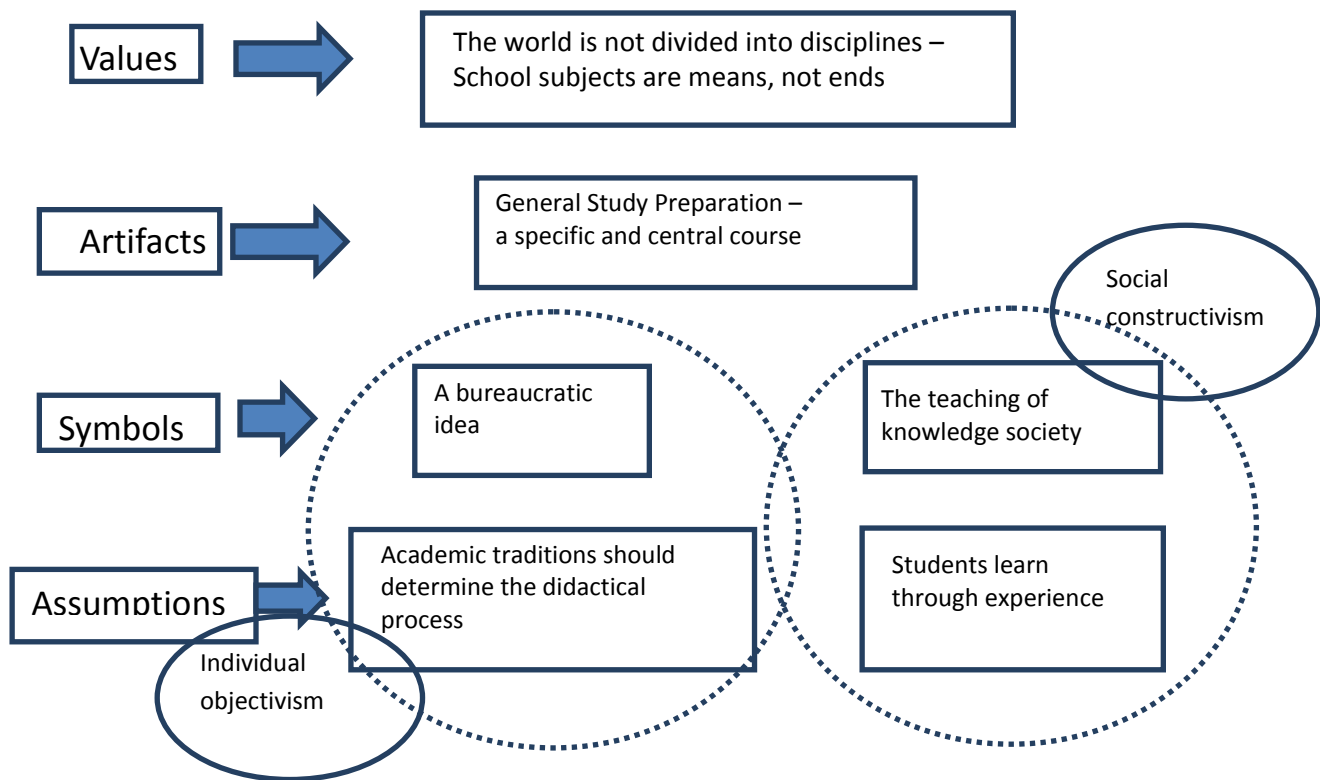 Values
The world is not divided into disciplines –
School subjects are means, not ends
Artifacts
General Study Preparation –
a specific and central course
Social
constructivism
Symbols
A bureaucratic
idea
The teaching of
knowledge society
Assumptions
Academic traditions should
determine the didactical
process
Students learn
through experience
Individual
objectivism